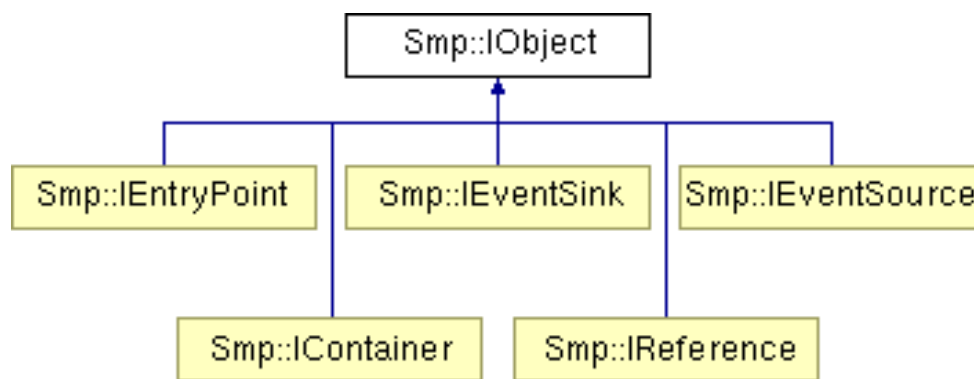 Smp::IObject
Smp::IEntryPoint
Smp::IEventSink
Smp::IEventSource
Smp::IContainer
Smp::IReference